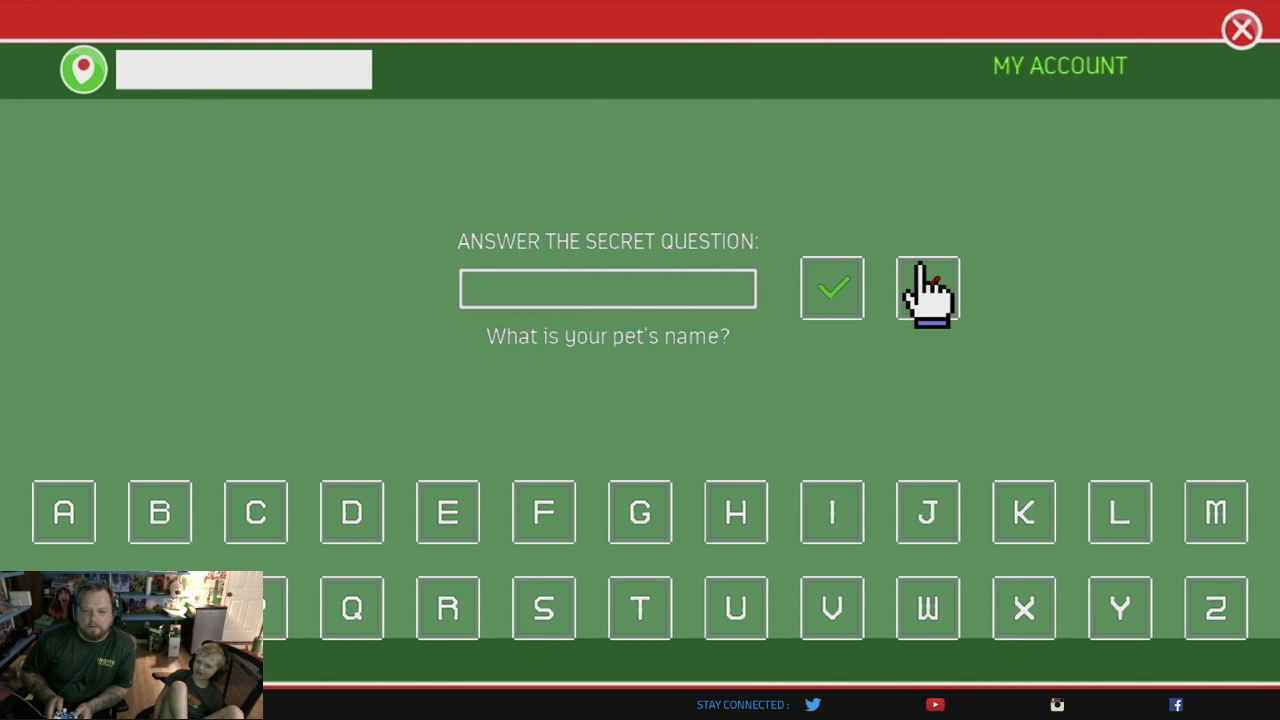 MY ACCOUNT
ANSWER THE SECRET QUESTION:
What is your pet's name?
A B C D E F G H I J K L M
Q R S T U V W X Y Z
STAY CONNECTED :